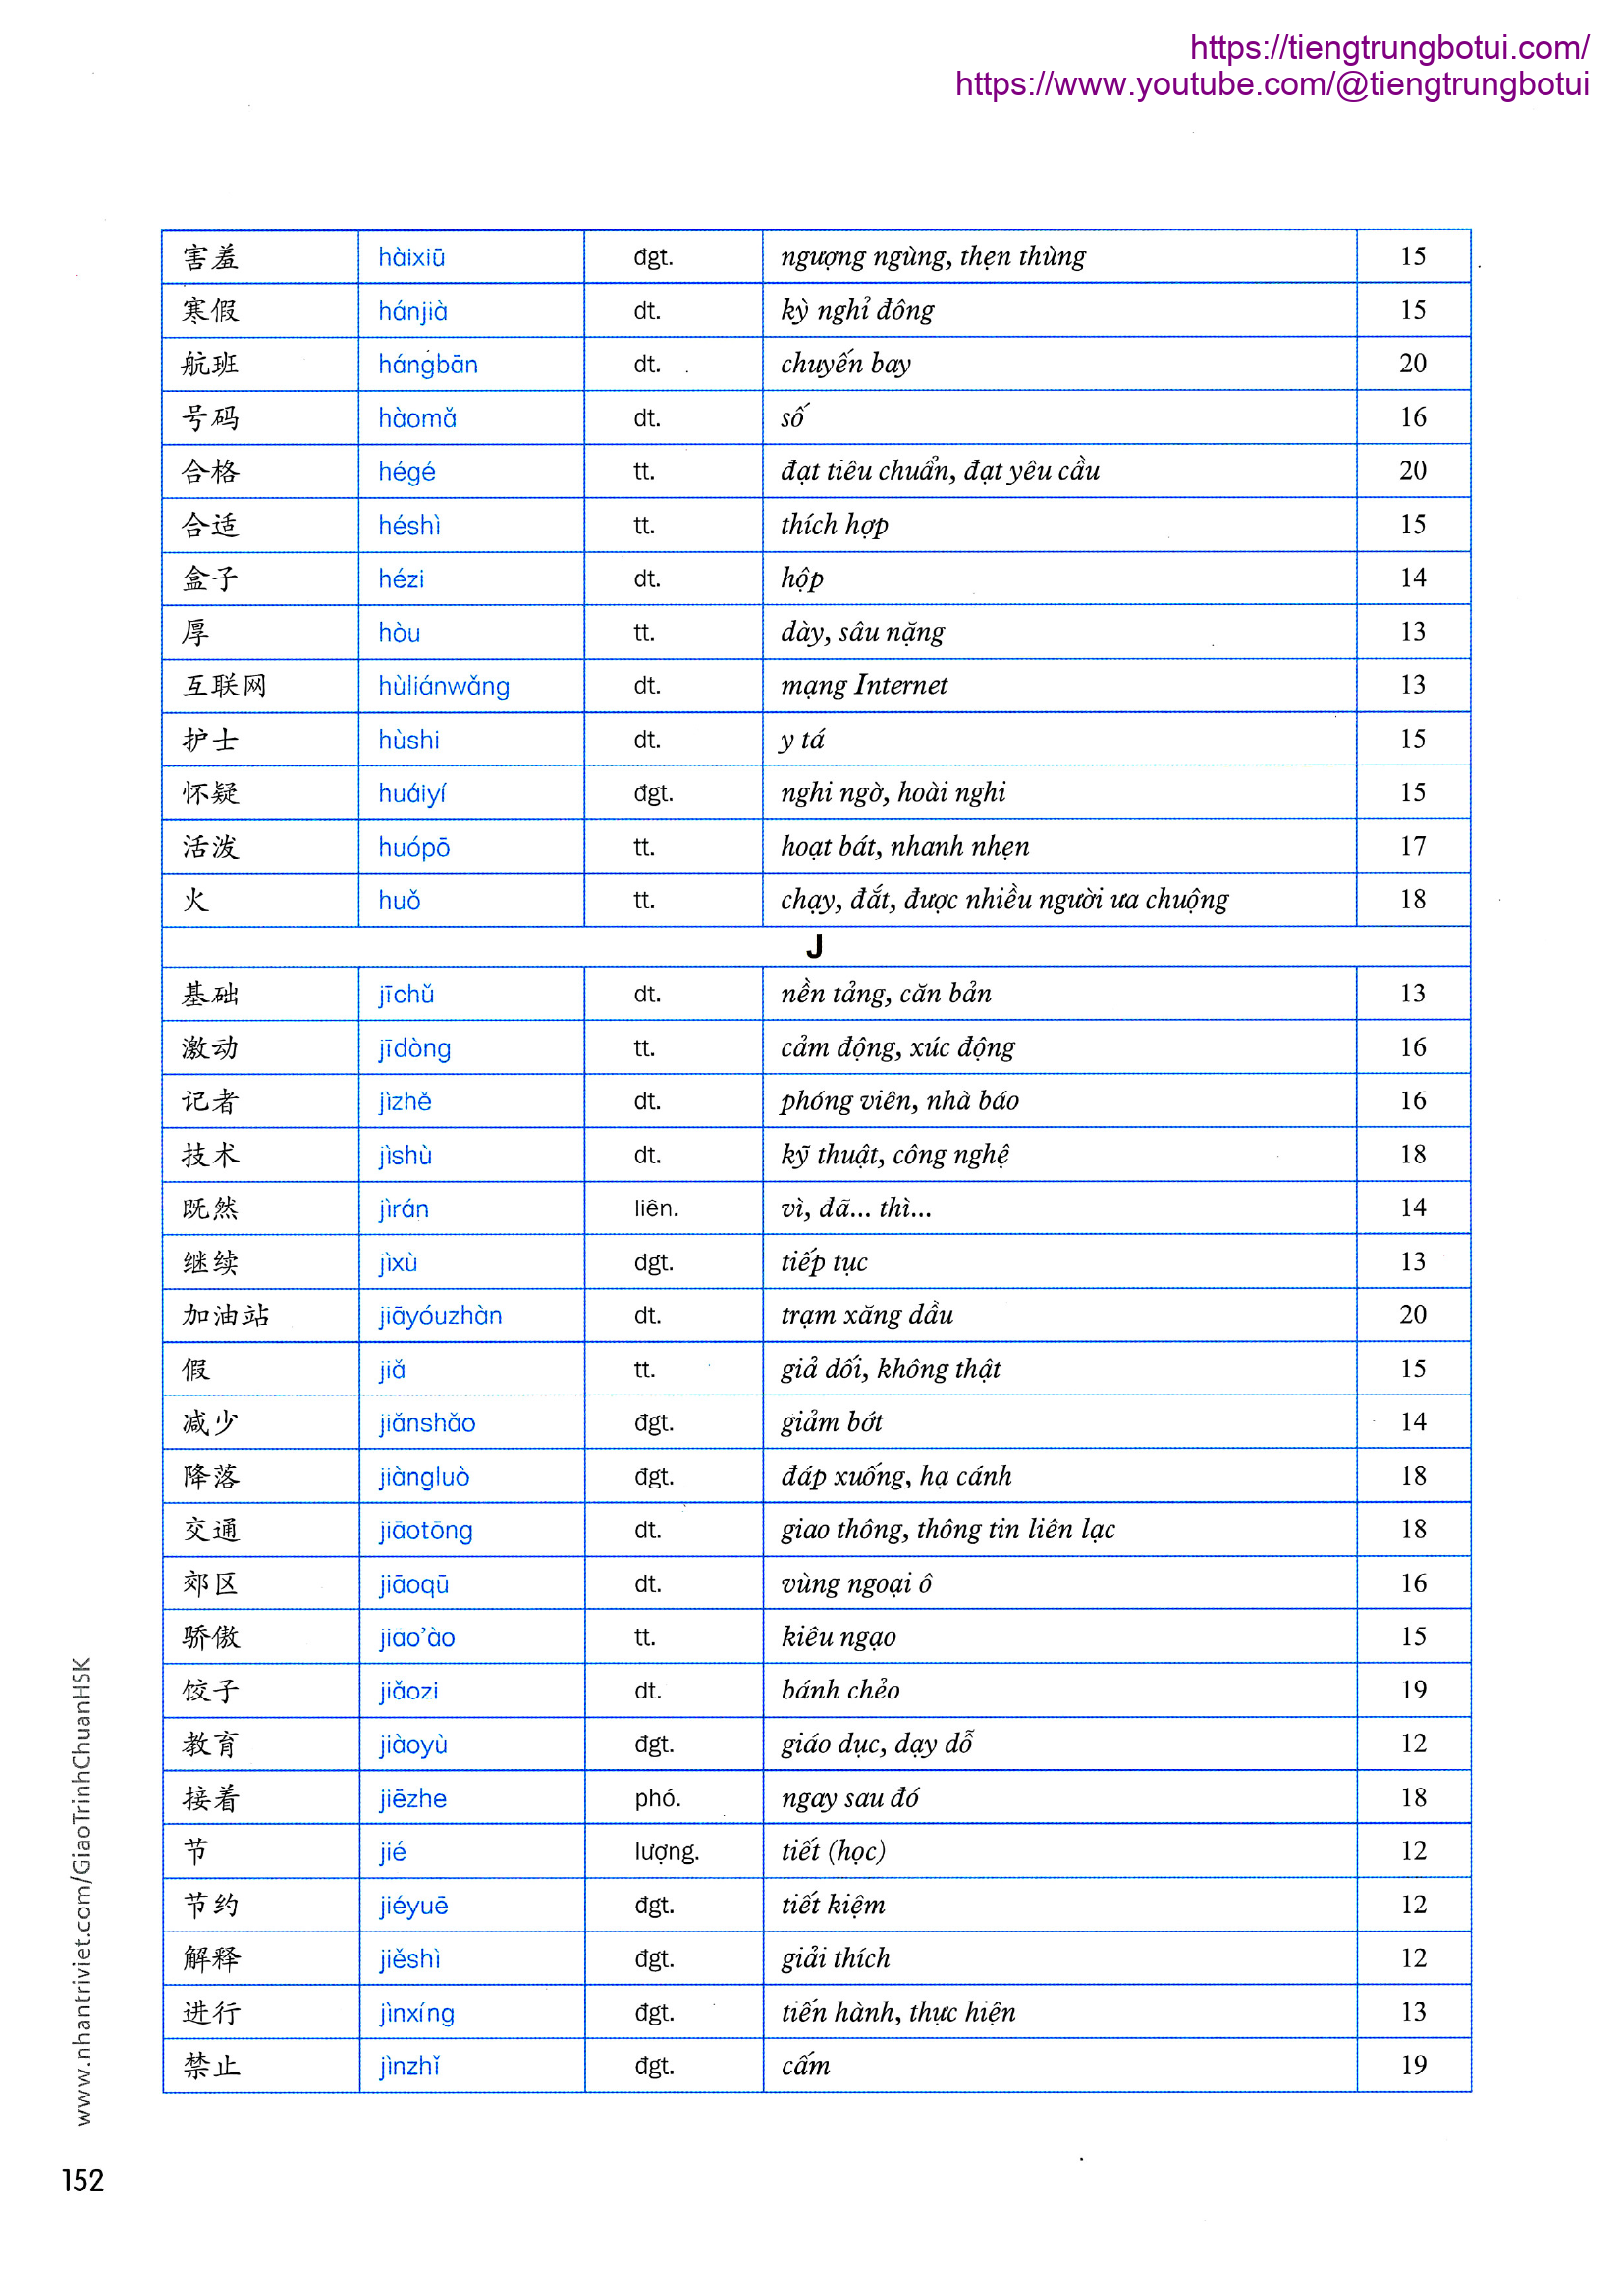 https://tiengtrungbotui.com/
https://www.youtube.com/@tiengtrungbotui
害羞 hàixiū đgt. ngượng ngùng, thẹn thùng 15
寒假 hánjià dt. kỳ nghỉ đông 15
航班 hángbān dt. chuyến bay 20
号码 hàomǎ dt. số 16
合格 hégé tt. đạt tiêu chuẩn, đạt yêu cầu 20
合适 héshì tt. thích hợp 15
盒子 hézi dt. hộp 14
厚 hòu tt. dày, sâu nặng 13
互联网 hùliánwǎng dt. mạng Internet 13
护士 hùshi dt. y tá 15
怀疑 huáiyí đgt. nghi ngờ, hoài nghi 15
活泼 huópō tt. hoạt bát, nhanh nhẹn 17
火 huǒ tt. chạy, đắt, được nhiều người ưa chuộng 18
J
基础 jīchǔ dt. nền tảng, căn bản 13
激动 jīdòng tt. cảm động, xúc động 16
记者 jìzhě dt. phóng viên, nhà báo 16
技术 jìshù dt. kỹ thuật, công nghệ 18
既然 jìrán liên. vì, đã... thì... 14
继续 jìxù đgt. tiếp tục 13
加油站 jiāyóuzhàn dt. trạm xăng dầu 20
假 jiǎ tt. giả dối, không thật 15
减少 jiǎnshǎo đgt. giảm bớt 14
降落 jiàngluò đgt. đáp xuống, hạ cánh 18
交通 jiāotōng dt. giao thông, thông tin liên lạc 18
郊区 jiāoqū dt. vùng ngoại ô 16
骄傲 jiāo’ào tt. kiêu ngạo 15
饺子 jiǎozi dt. bánh chẻo 19
教育 jiàoyù đgt. giáo dục, dạy dỗ 12
接着 jiēzhe phó. ngay sau đó 18
节 jié lượng. tiết (học) 12
节约 jiéyuē đgt. tiết kiệm 12
解释 jiěshì đgt. giải thích 12
进行 jìnxíng đgt. tiến hành, thực hiện 13
禁止 jìnzhǐ đgt. cấm 19
www.nhantriviet.com/GiaoTrinhChuanHSK
152